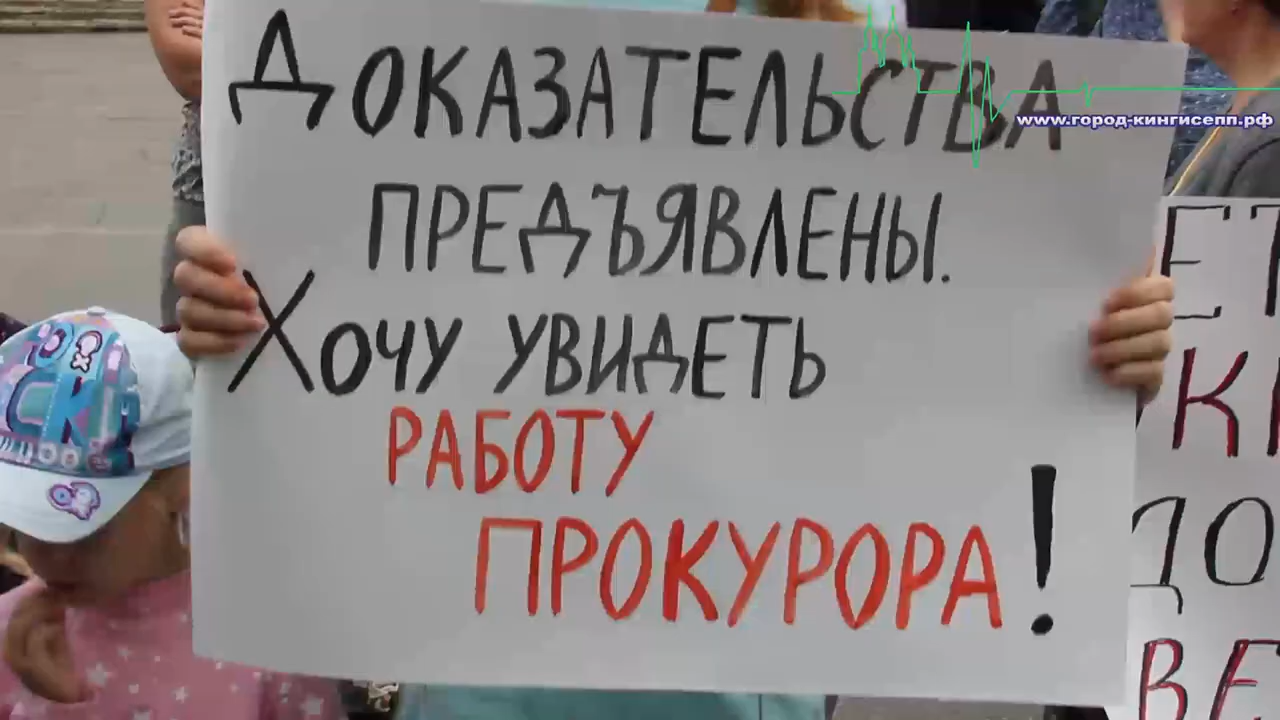 ДОКАЗАТЕЛЬСТВА
ПРЕДЪЯВЛЕНЫ.
ХОЧУ УВИДЕТЬ
РАБОТУ
ПРОКУРОРА!
www.город-кингисепп.рф